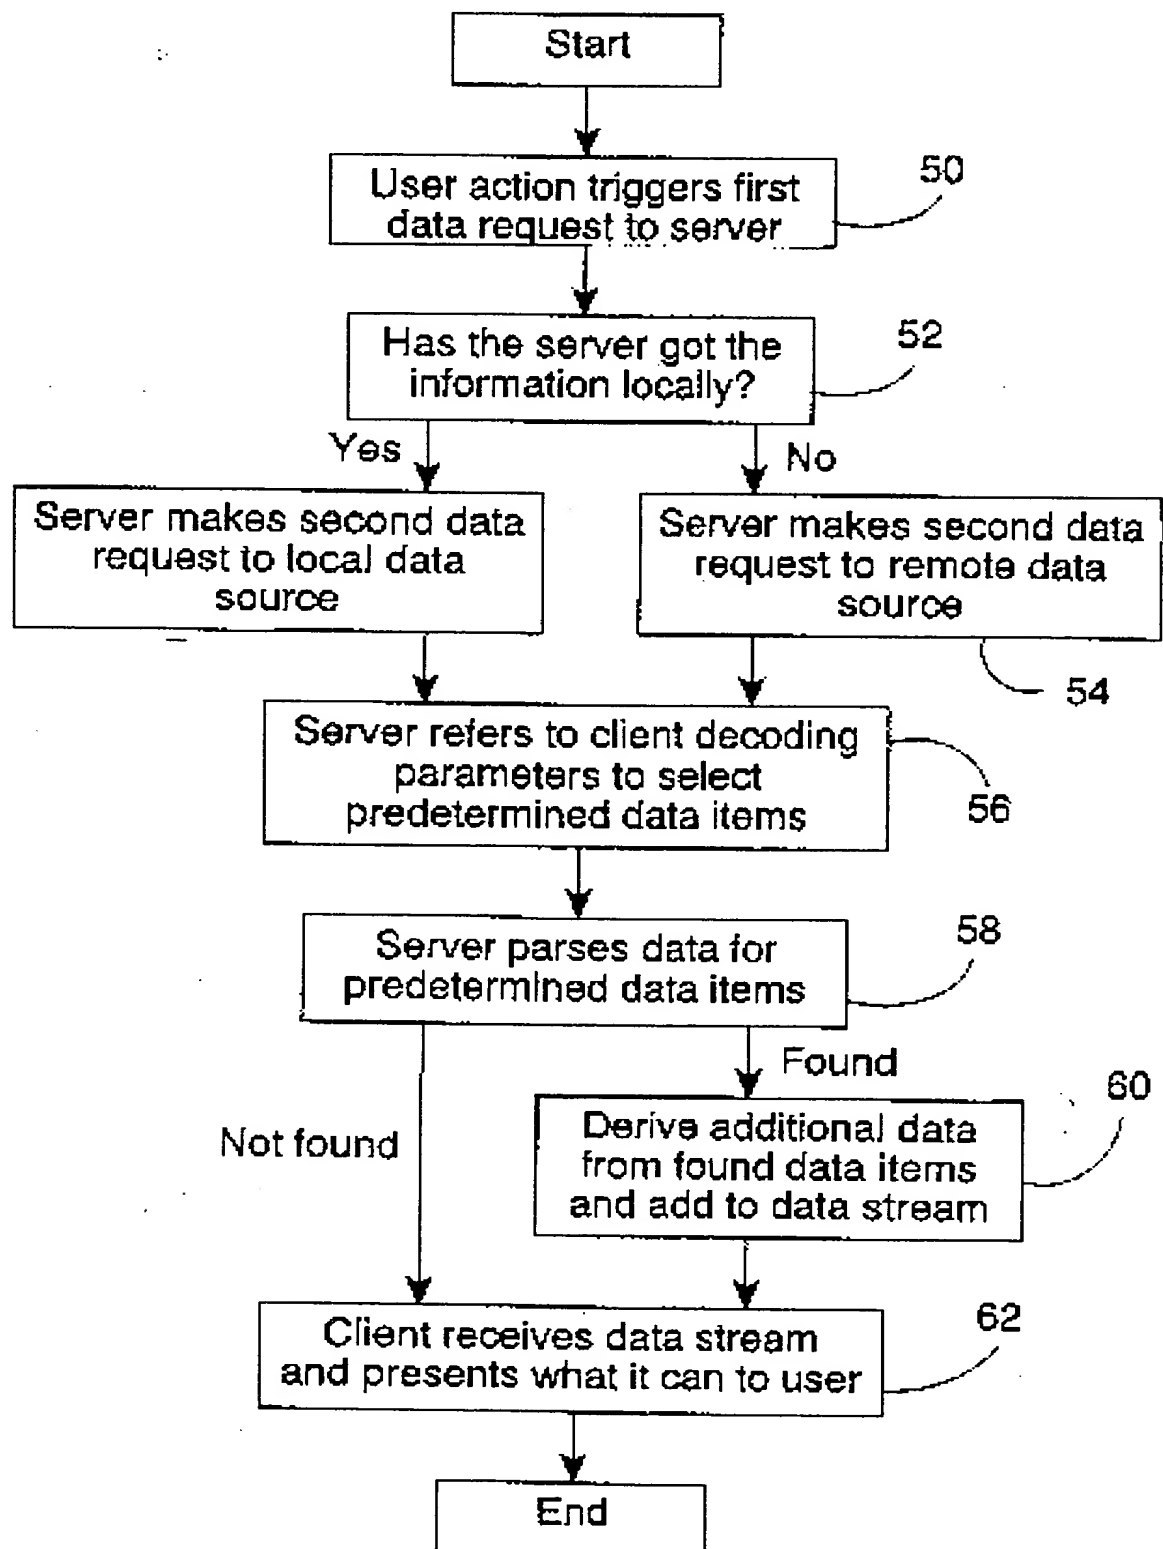 Start
User action triggers first
data request to server
50
Has the server got the
information locally?
52
Yes
No
Server makes second data
request to local data
source
Server makes second data
request to remote data
source
54
Server refers to client decoding
parameters to select
predetermined data items
56
Server parses data for
predetermined data items
58
Found
Not found
Derive additional data
from found data items
and add to data stream
60
Client receives data stream
and presents what it can to user
62
End